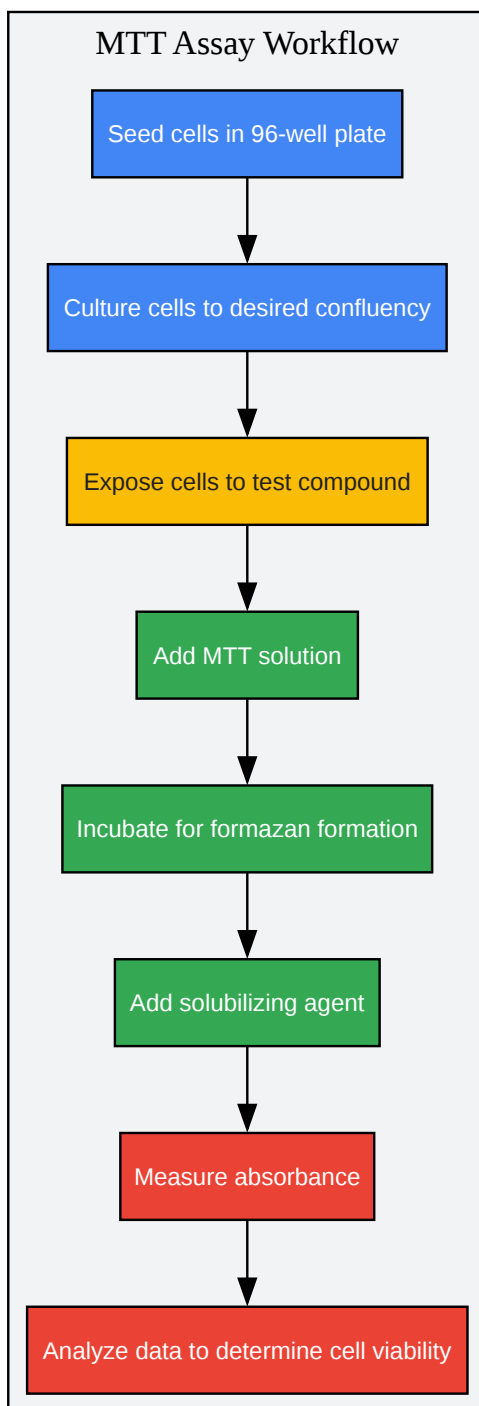 MTT Assay Workflow
Seed cells in 96-well plate
Culture cells to desired confluency
Expose cells to test compound
Add MTT solution
Incubate for formazan formation
Add solubilizing agent
Measure absorbance
Analyze data to determine cell viability